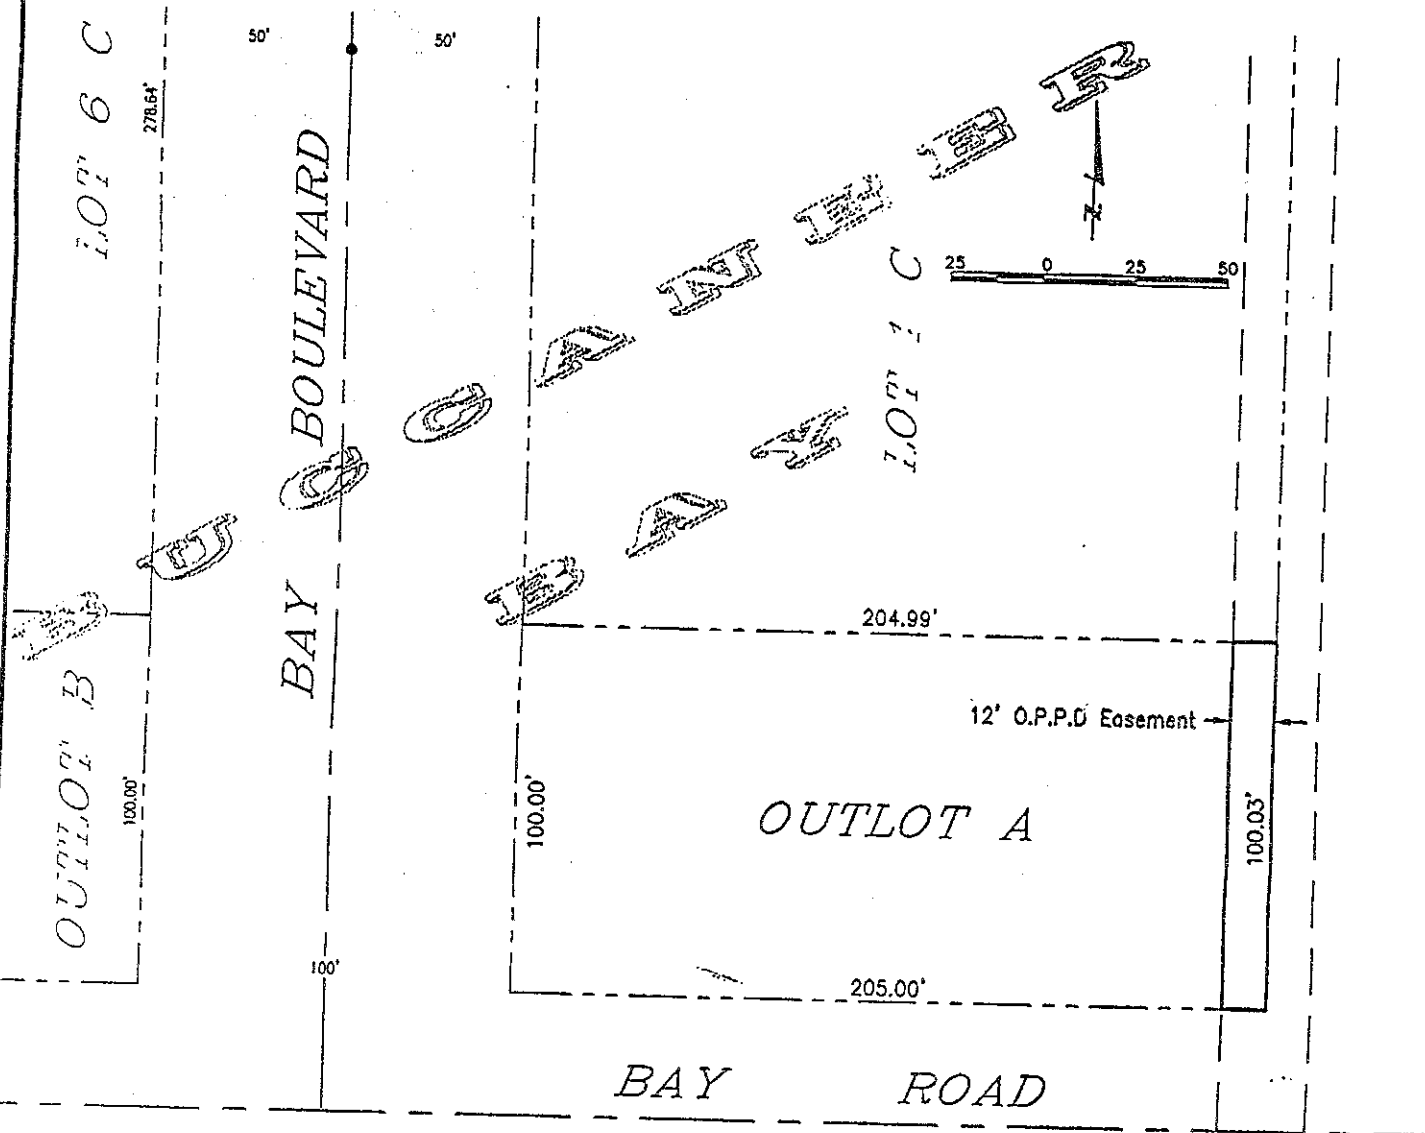 LOT 6 C
278.64'
50'
50'
BAY BOULEVARD
BUCCANEER
BAY
N
25 0 25 50
LOT 1 C
204.99'
12' O.P.P.D Easement
OUTLOT B
100.00'
100.00'
OUTLOT A
100.03'
100'
205.00'
BAY ROAD